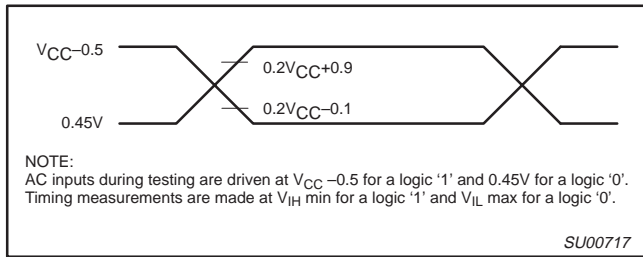 VCC–0.5
0.2VCC+0.9
0.2VCC–0.1
0.45V
NOTE:
AC inputs during testing are driven at VCC –0.5 for a logic ‘1’ and 0.45V for a logic ‘0’.
Timing measurements are made at VIH min for a logic ‘1’ and VIL max for a logic ‘0’.
SU00717